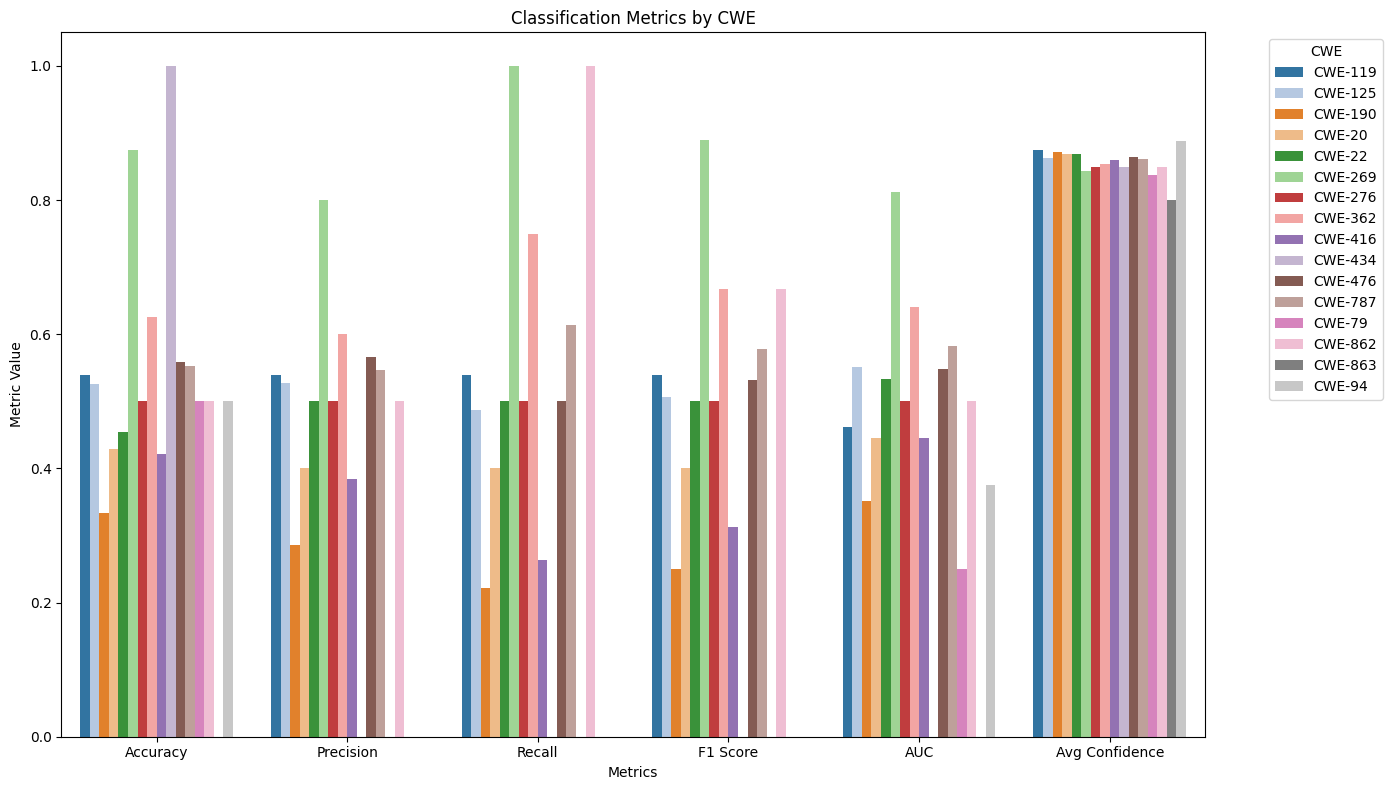 Classification Metrics by CWE
Metric Value
1.0
0.8
0.6
0.4
0.2
0.0
Accuracy
Precision
Recall
F1 Score
AUC
Avg Confidence
Metrics
CWE
CWE-119
CWE-125
CWE-190
CWE-20
CWE-22
CWE-269
CWE-276
CWE-362
CWE-416
CWE-434
CWE-476
CWE-787
CWE-79
CWE-862
CWE-863
CWE-94